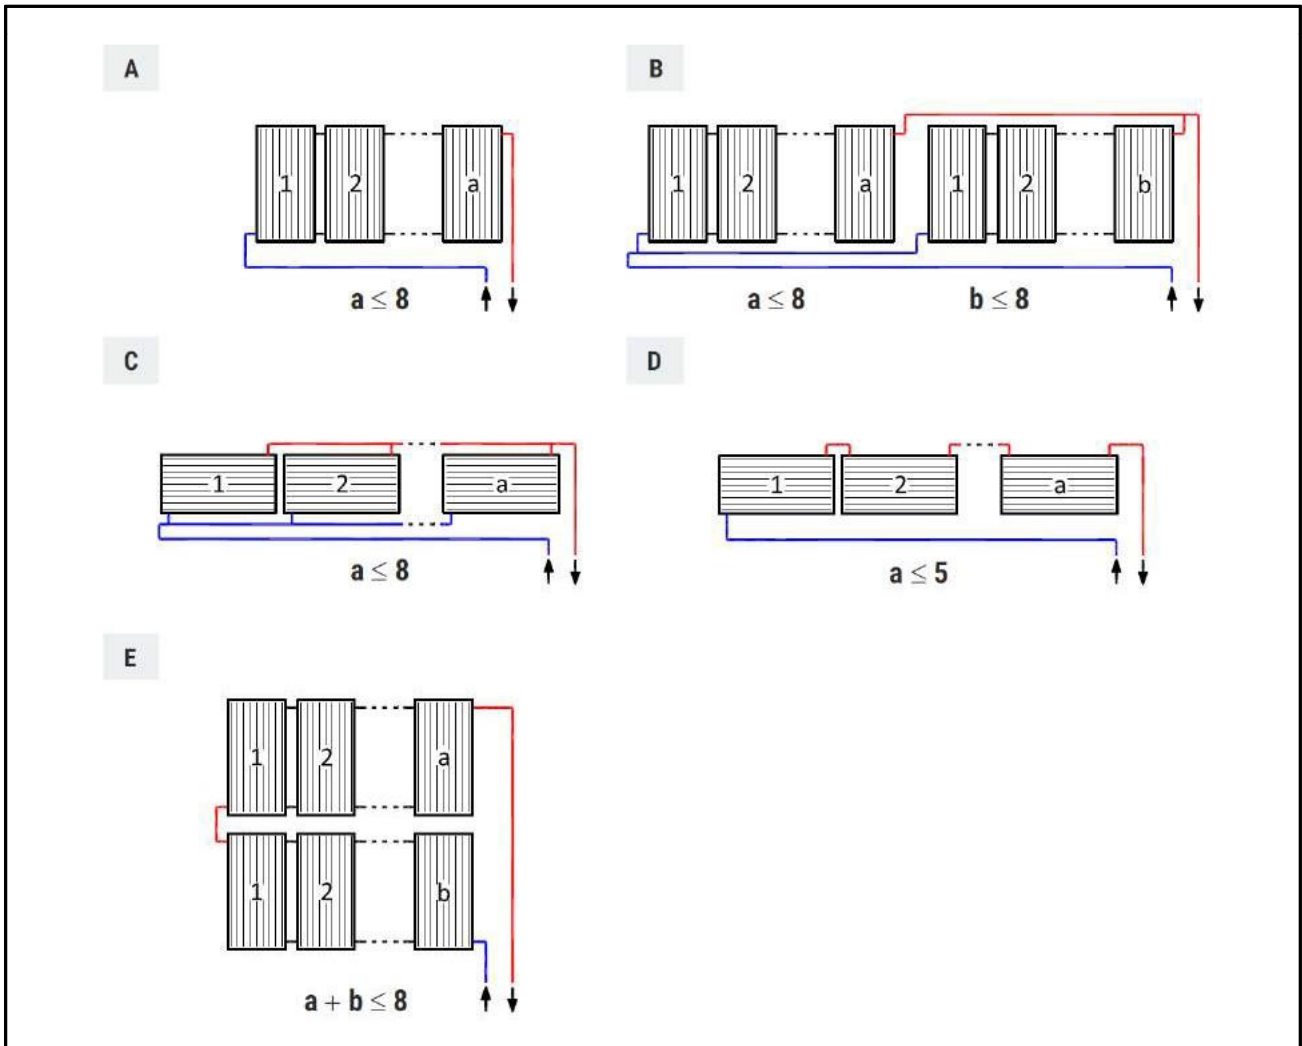 A
B
1 2 a
1 2 a 1 2 b
a ≤ 8
a ≤ 8 b ≤ 8
C
D
1 2 a
1 2 a
a ≤ 8
a ≤ 5
E
1 2 a
1 2 b
a + b ≤ 8